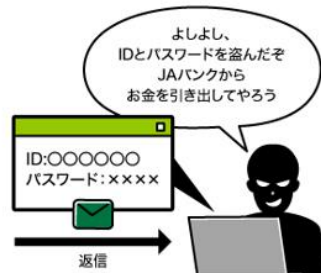 よしよし、
IDとパスワードを盗んだぞ
JAバンクから
お金を引き出してやろう
ID:〇〇〇〇〇〇
パスワード：××××
返信